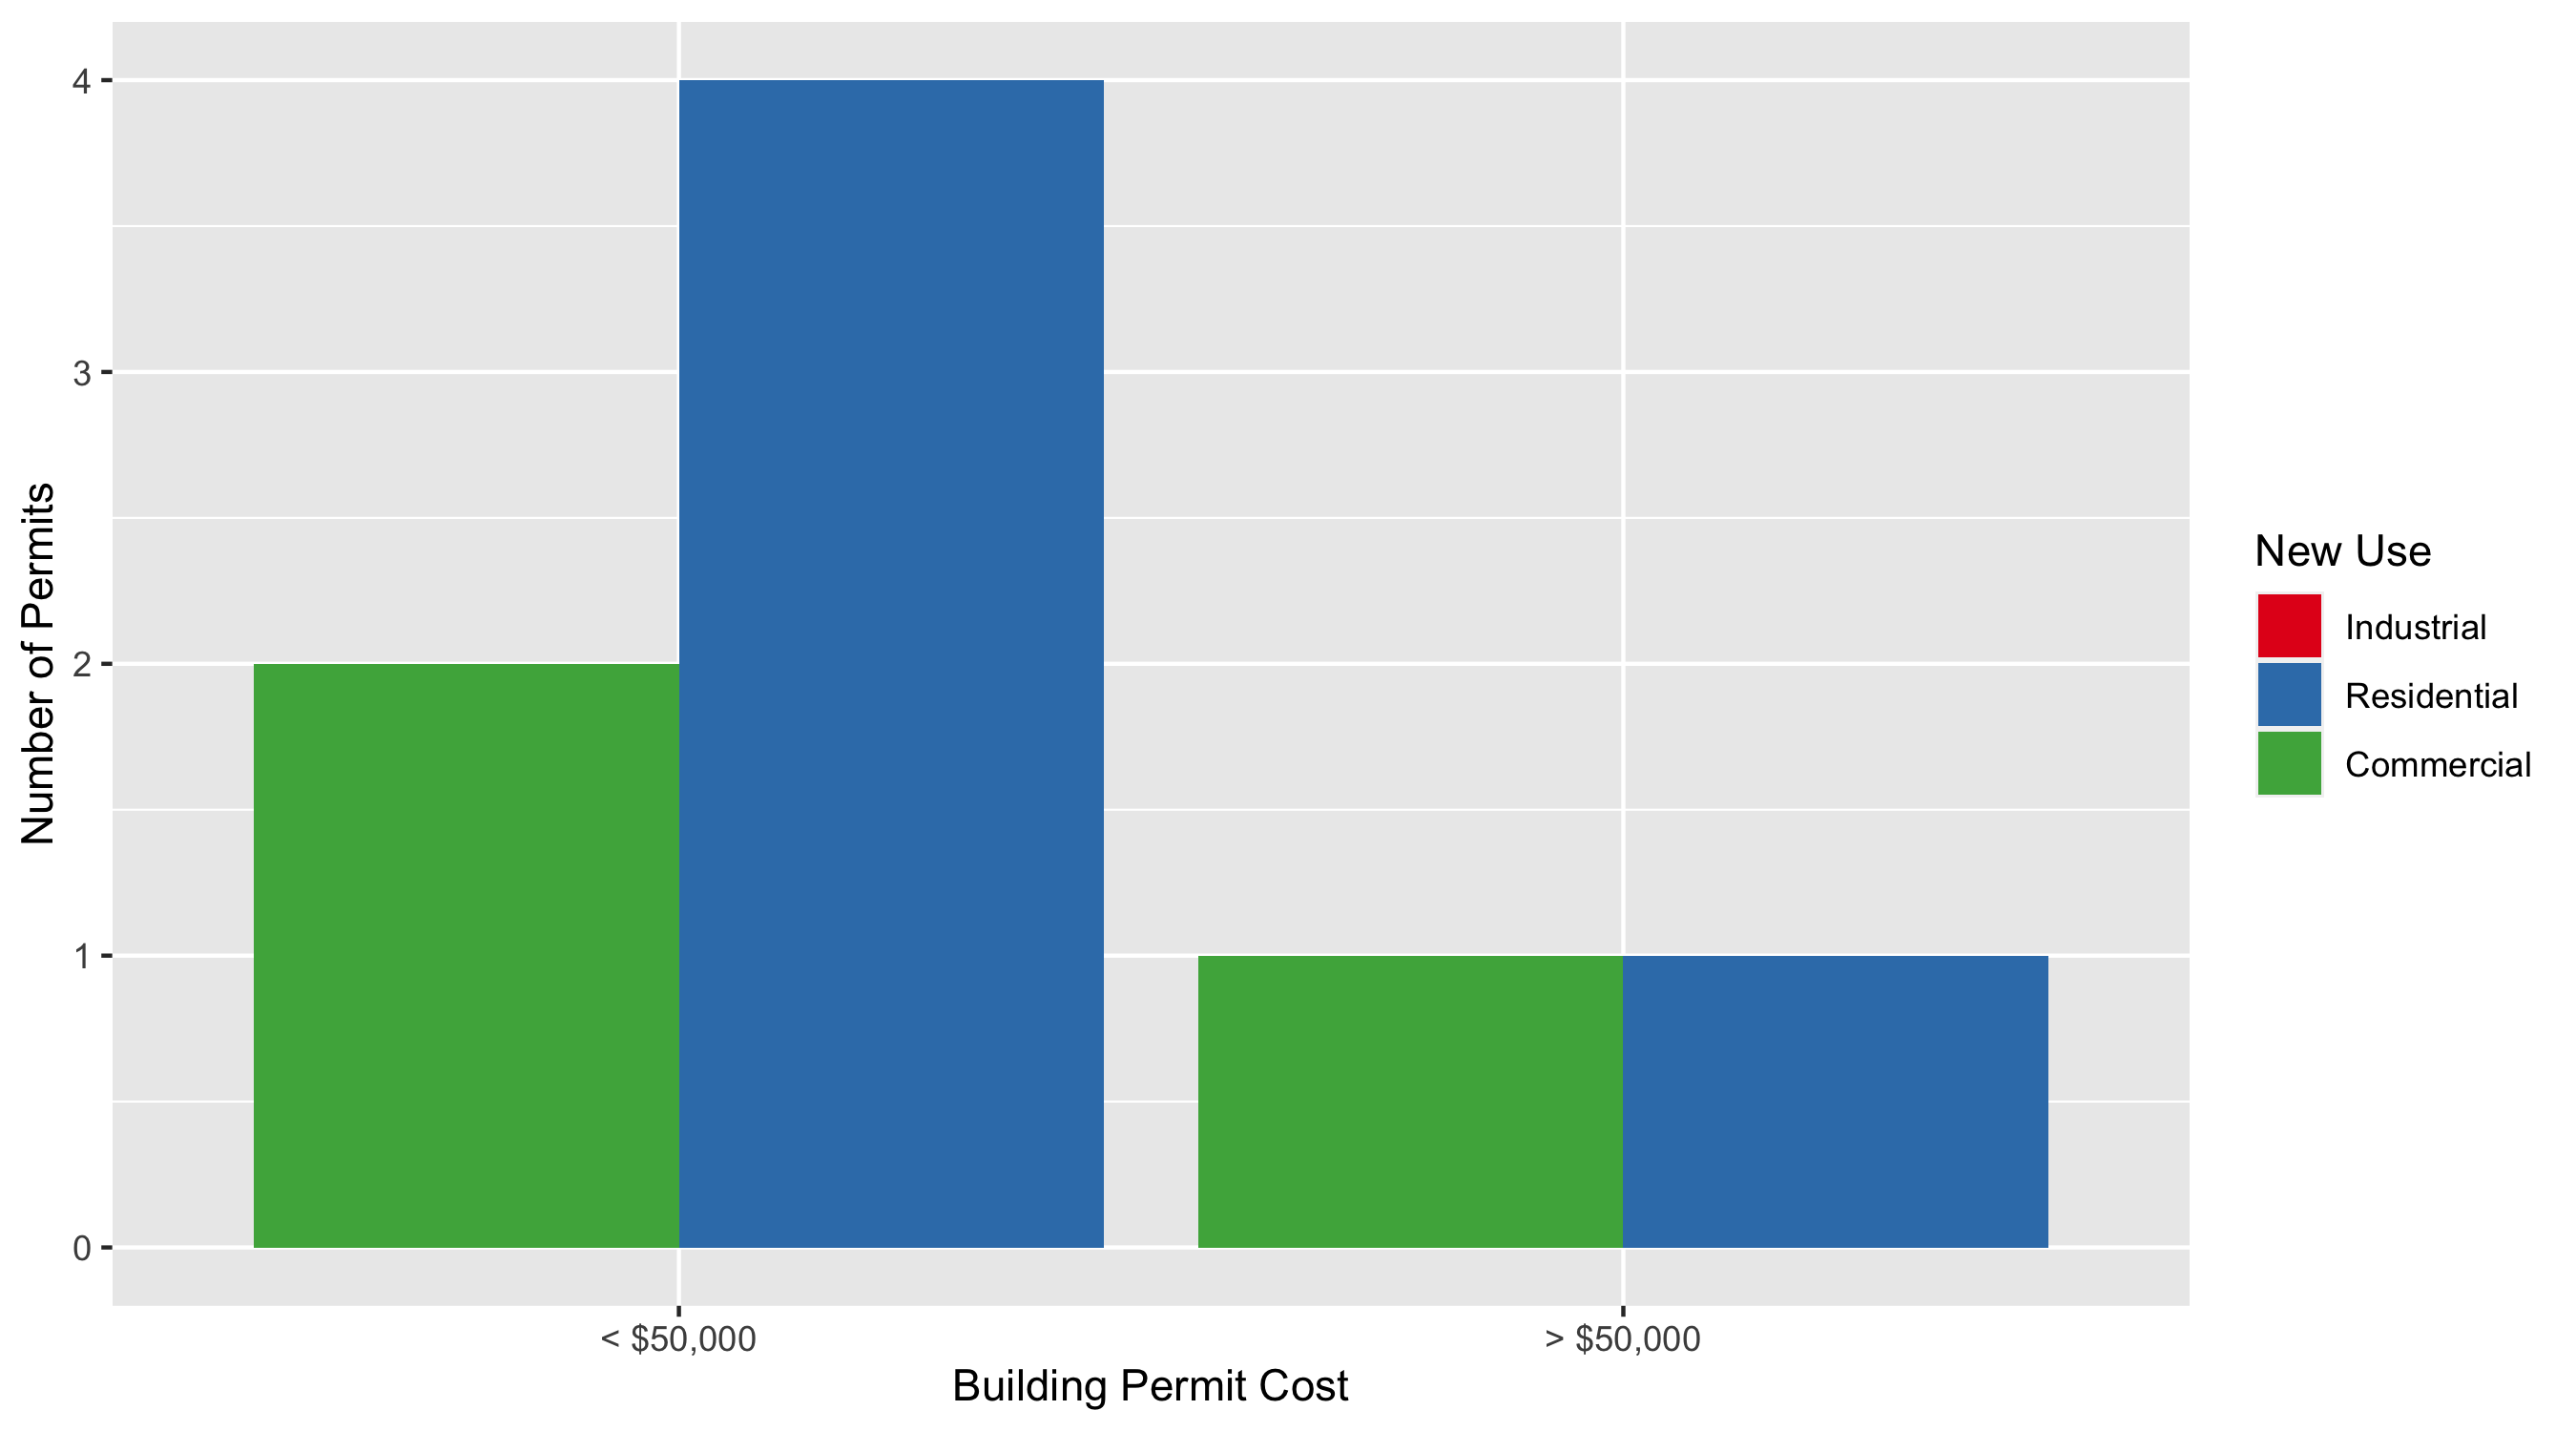 4
3
2
1
0
Number of Permits
< $50,000
> $50,000
Building Permit Cost
New Use
Industrial
Residential
Commercial